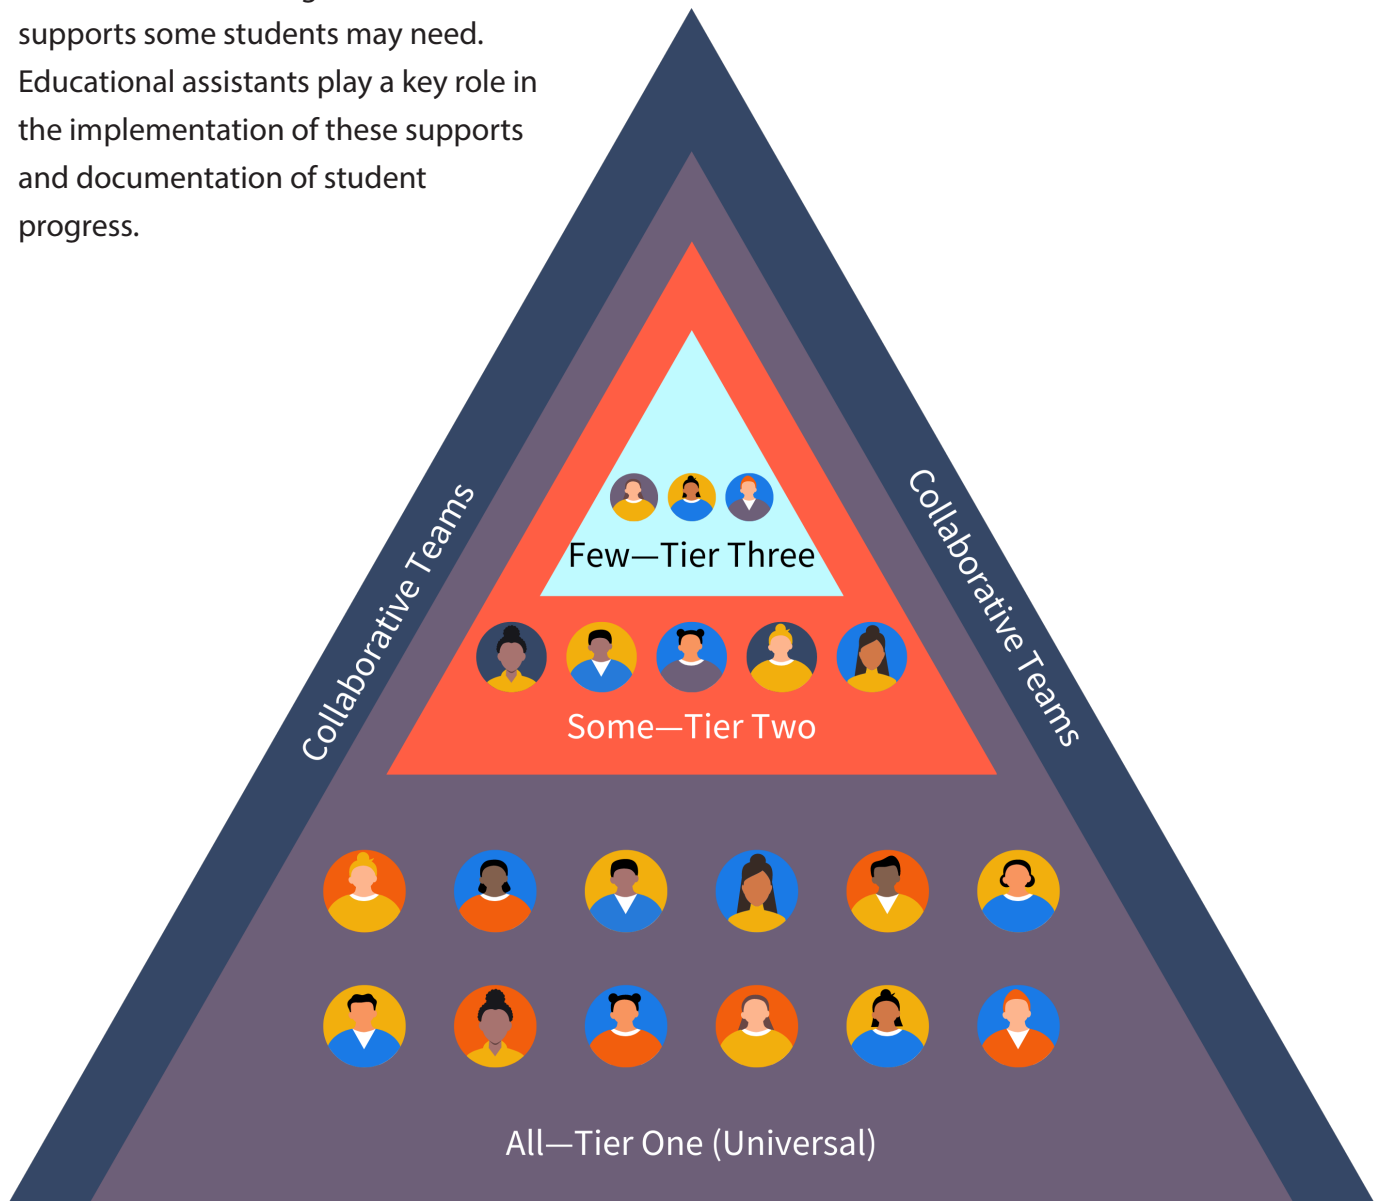 supports some students may need.
Educational assistants play a key role in
the implementation of these supports
and documentation of student
progress.
Collaborative Teams
Collaborative Teams
Few—Tier Three
Some—Tier Two
All—Tier One (Universal)